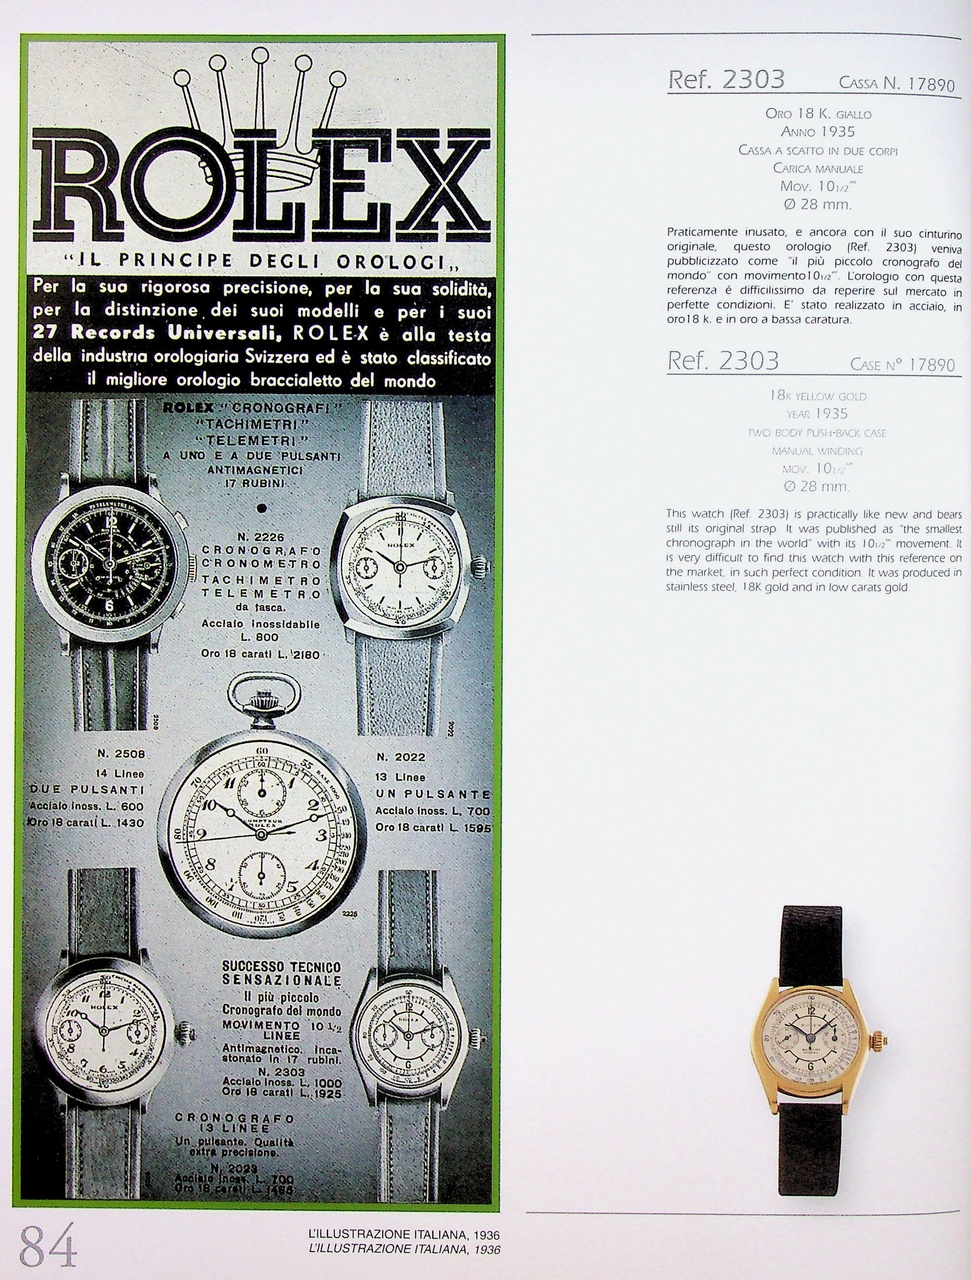 ROLEX
"IL PRINCIPE DEGLI OROLOGI„
Per la sua rigorosa precisione, per la sua solidità,
per la distinzione dei suoi modelli e per i suoi
27 Records Universali, ROLEX è alla testa
della industria orologiaria Svizzera ed è stato classificato
il migliore orologio braccialetto del mondo
ROLEX "CRONOGRAFI"
"TACHIMETRI"
"TELEMETRI"
A UNO E A DUE PULSANTI
ANTIMAGNETICI
17 RUBINI
N. 2226
CRONOGRAFO
CRONOMETRO
TACHIMETRO
TELEMETRO
da tasca.
Acciaio Inossidabile
L. 800
Oro 18 carati L. 2180
2508
2022
N. 2508
14 Linee
DUE PULSANTI
Acciaio Inoss. L. 600
Oro 18 carati L. 1430
N. 2022
13 Linee
UN PULSANTE
Acciaio Inoss. L. 700
Oro 18 carati L. 1595
2226
SUCCESSO TECNICO
SENSAZIONALE
Il più piccolo
Cronografo del mondo
MOVIMENTO 10 1/2
LINEE
Antimagnetico. Inca-
stonato in 17 rubini.
N. 2303
Acciaio Inoss. L. 1000
Oro 18 carati L. 1925
CRONOGRAFO
13 LINEE
Un pulsante. Qualità
extra precisione.
N. 2023
Acciaio Inoss. L. 700
Oro 18 carati L. 1465
84
L'ILLUSTRAZIONE ITALIANA, 1936
L'ILLUSTRAZIONE ITALIANA, 1936
Ref. 2303 CASSA N. 17890
ORO 18 K. GIALLO
ANNO 1935
CASSA A SCATTO IN DUE CORPI
CARICA MANUALE
MOV. 10 1/2'''
Ø 28 mm.
Praticamente inusato, e ancora con il suo cinturino
originale, questo orologio (Ref. 2303) veniva
pubblicizzato come "il più piccolo cronografo del
mondo" con movimento10 1/2'''. L'orologio con questa
referenza é difficilissimo da reperire sul mercato in
perfette condizioni. E' stato realizzato in acciaio, in
oro18 k. e in oro a bassa caratura.
Ref. 2303 CASE N° 17890
18K YELLOW GOLD
YEAR 1935
TWO BODY PUSH-BACK CASE
MANUAL WINDING
MOV. 10 1/2'''
Ø 28 mm.
This watch (Ref. 2303) is practically like new and bears
still its original strap. It was published as "the smallest
chronograph in the world" with its 10 1/2''' movement. It
is very difficult to find this watch with this reference on
the market, in such perfect condition. It was produced in
stainless steel, 18K gold and in low carats gold.